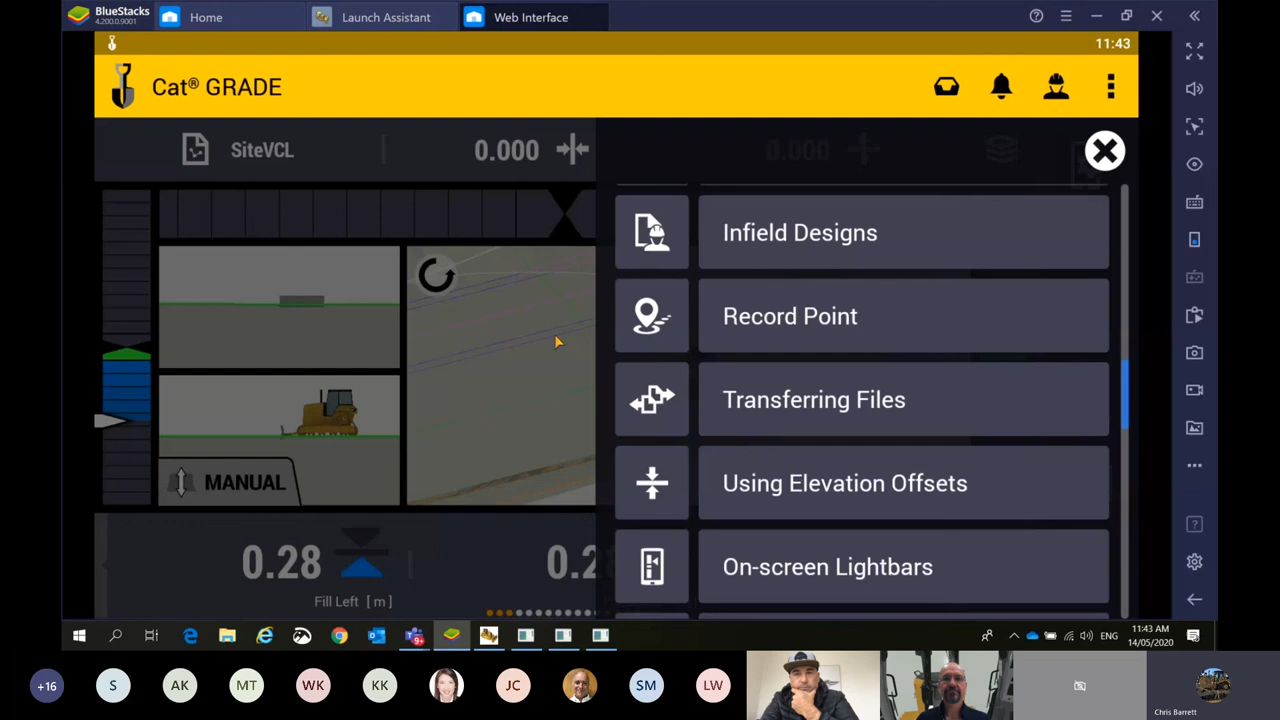 BlueStacks
4.200.0.9001
Home
Launch Assistant
Web Interface
11:43
Cat® GRADE
SiteVCL
0.000
0.000
Infield Designs
Record Point
Transferring Files
Using Elevation Offsets
On-screen Lightbars
MANUAL
0.28
0.2
Fill Left [m]
ENG
11:43 AM
14/05/2020
+16
S
AK
MT
WK
KK
JC
SM
LW
Chris Barrett